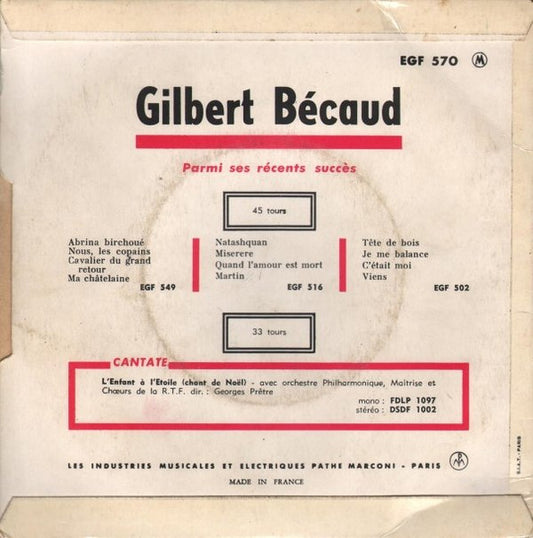 EGF 570 M
Gilbert Bécaud
Parmi ses récents succès
45 tours
Abrina birchoué
Nous, les copains
Cavalier du grand
retour
Ma châtelaine
EGF 549
Natashquan
Miserere
Quand l'amour est mort
Martin
EGF 516
Tête de bois
Je me balance
C'était moi
Viens
EGF 502
33 tours
CANTATE
L'Enfant à l'Etoile (chant de Noël) - avec orchestre Philharmonique, Maîtrise et
Chœurs de la R.T.F. dir. : Georges Prêtre
mono : FDLP 1097
stéréo : DSDF 1002
LES INDUSTRIES MUSICALES ET ELECTRIQUES PATHE MARCONI - PARIS
MADE IN FRANCE
PARIS